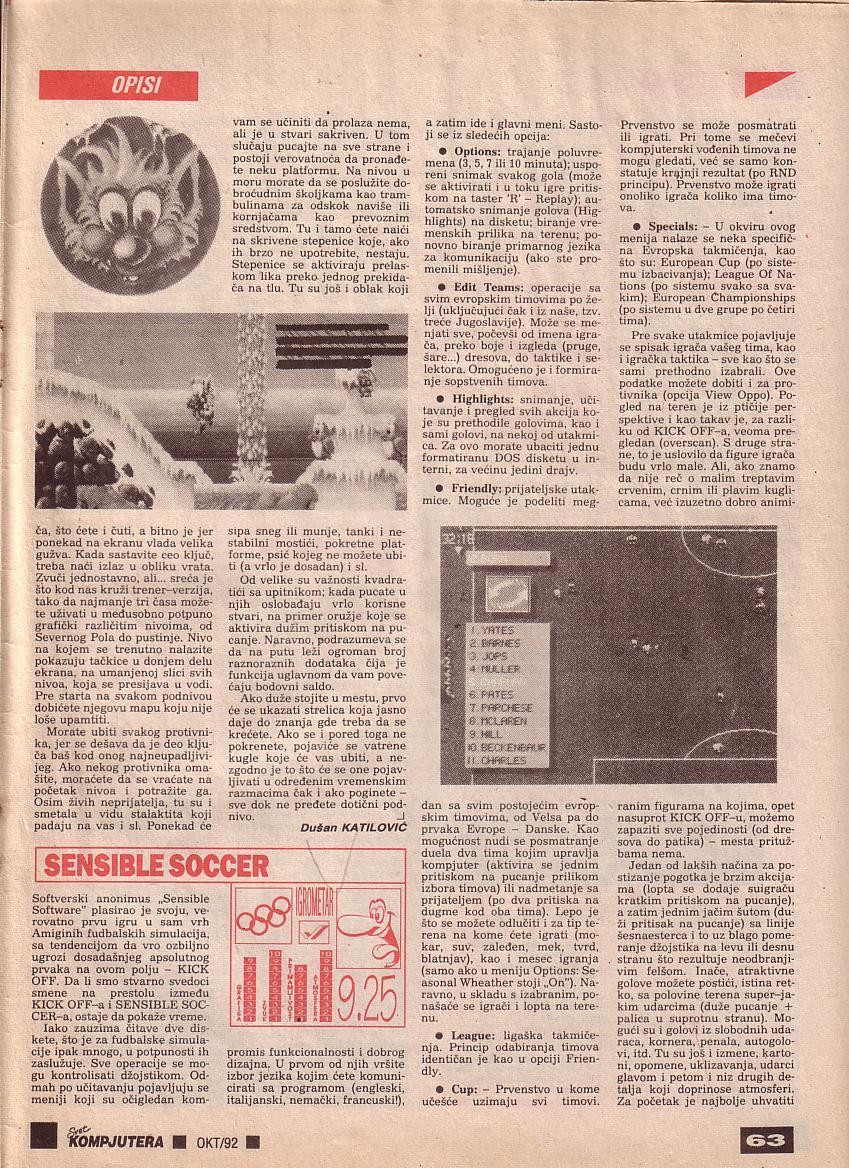 OPISI
vam se učiniti da prolaza nema,
ali je u stvari sakriven. U tom
slučaju pucajte na sve strane i
postoji verovatnoća da pronađe-
te neku platformu. Na nivou u
moru morate da se poslužite do-
broćudnim školjkama kao tram-
bulinama za odskok naviše ili
kornjačama kao prevoznim
sredstvom. Tu i tamo ćete naići
na skrivene stepenice koje, ako
ih brzo ne upotrebite, nestaju.
Stepenice se aktiviraju prelas-
kom lika preko jednog prekida-
ča na tlu. Tu su još i oblak koji
ča, što ćete i čuti, a bitno je jer
ponekad na ekranu vlada velika
gužva. Kada sastavite ceo ključ,
treba naći izlaz u obliku vrata.
Zvuči jednostavno, ali... sreća je
što kod nas kruži trener–verzija,
tako da najmanje tri časa može-
te uživati u međusobno potpuno
grafički različitim nivoima, od
Severnog Pola do pustinje. Nivo
na kojem se trenutno nalazite
pokazuju tačkice u donjem delu
ekrana, na umanjenoj slici svih
nivoa, koja se presijava u vodi.
Pre starta na svakom podnivou
dobićete njegovu mapu koju nije
loše upamtiti.
Morate ubiti svakog protivni-
ka, jer se dešava da je deo klju-
ča baš kod onog najneupadljivi-
jeg. Ako nekog protivnika oma-
šite, moraćete da se vraćate na
početak nivoa i potražite ga.
Osim živih neprijatelja, tu su i
smetala u vidu stalaktita koji
padaju na vas i sl. Ponekad će
sipa sneg ili munje, tanki i ne-
stabilni mostići, pokretne plat-
forme, psić kojeg ne možete ubi-
ti (a vrlo je dosadan) i sl.
Od velike su važnosti kvadra-
tići sa upitnikom; kada pucate u
njih oslobađaju vrlo korisne
stvari, na primer oružje koje se
aktivira dužim pritiskom na pu-
canje. Naravno, podrazumeva se
da na putu leži ogroman broj
raznoraznih dodataka čija je
funkcija uglavnom da vam pove-
ćaju bodovni saldo.
Ako duže stojite u mestu, prvo
će se ukazati strelica koja jasno
daje do znanja gde treba da se
krećete. Ako se i pored toga ne
pokrenete, pojaviće se vatrene
kugle koje će vas ubiti, a ne-
zgodno je to što će se one pojav-
ljivati u određenim vremenskim
razmacima čak i ako poginete –
sve dok ne pređete dotični pod-
nivo.
Dušan KATILOVIĆ
SENSIBLE SOCCER
Softverski anonimus „Sensible
Software” plasirao je svoju, ve-
rovatno prvu igru u sam vrh
Amiginih fudbalskih simulacija,
sa tendencijom da vro ozbiljno
ugrozi dosadašnjeg apsolutnog
prvaka na ovom polju – KICK
OFF. Da li smo stvarno svedoci
smene na prestolu između
KICK OFF–a i SENSIBLE SOC-
CER–a, ostaje da pokaže vreme.
Iako zauzima čitave dve dis-
kete, što je za fudbalske simula-
cije ipak mnogo, u potpunosti ih
zaslužuje. Sve operacije se mo-
gu kontrolisati džojstikom. Od-
mah po učitavanju pojavljuju se
meniji koji su očigledan kom-
IGROMETAR
10
9
8
7
6
5
4
3
2
1
GRAFIKA
ZVUK
PRIMAMLJIVOST
ATMOSFERA
9.25
promis funkcionalnosti i dobrog
dizajna. U prvom od njih vršite
izbor jezika kojim ćete komuni-
cirati sa programom (engleski,
italijanski, nemački, francuski!),
a zatim ide i glavni meni. Sasto-
ji se iz sledećih opcija:
● Options: trajanje poluvre-
mena (3, 5, 7 ili 10 minuta); uspo-
reni snimak svakog gola (može
se aktivirati i u toku igre pritis-
kom na taster 'R' – Replay); au-
tomatsko snimanje golova (Hig-
hlights) na disketu; biranje vre-
menskih prilika na terenu; po-
novno biranje primarnog jezika
za komunikaciju (ako ste pro-
menili mišljenje).
● Edit Teams: operacije sa
svim evropskim timovima po že-
lji (uključujući čak i iz naše, tzv.
treće Jugoslavije). Može se me-
njati sve, počevši od imena igra-
ča, preko boje i izgleda (pruge,
šare...) dresova, do taktike i se-
lektora. Omogućeno je i formira-
nje sopstvenih timova.
● Highlights: snimanje, uči-
tavanje i pregled svih akcija ko-
je su prethodile golovima, kao i
sami golovi, na nekoj od utakmi-
ca. Za ovo morate ubaciti jednu
formatiranu DOS disketu u in-
terni, za većinu jedini drajv.
● Friendly: prijateljske utak-
mice. Moguće je podeliti meg-
Prvenstvo se može posmatrati
ili igrati. Pri tome se mečevi
kompjuterski vođenih timova ne
mogu gledati, već se samo kon-
statuje krajnji rezultat (po RND
principu). Prvenstvo može igrati
onoliko igrača koliko ima timo-
va.
● Specials: – U okviru ovog
menija nalaze se neka specifič-
na Evropska takmičenja, kao
što su: European Cup (po siste-
mu izbacivanja); League Of Na-
tions (po sistemu svako sa sva-
kim); European Championships
(po sistemu u dve grupe po četiri
tima).
Pre svake utakmice pojavljuje
se spisak igrača vašeg tima, kao
i igračka taktika – sve kao što se
sami prethodno izabrali. Ove
podatke možete dobiti i za pro-
tivnika (opcija View Oppo). Po-
gled na teren je iz ptičije per-
spektive i kao takav je, za razli-
ku od KICK OFF–a, veoma pre-
gledan (overscan). S druge stra-
ne, to je uslovilo da figure igrača
budu vrlo male. Ali, ako znamo
da nije reč o malim treptavim
crvenim, crnim ili plavim kugli-
cama, već izuzetno dobro animi-
32:18
1. YATES
2. BARNES
3. JOPS
4 MULLER
6. PATES
7. PARCHESE
8. MCLAREN
9 HILL
10. BECKENBAUR
11. CHARLES
dan sa svim postojećim evrop-
skim timovima, od Velsa pa do
prvaka Evrope – Danske. Kao
mogućnost nudi se posmatranje
duela dva tima kojim upravlja
kompjuter (aktivira se jednim
pritiskom na pucanje prilikom
izbora timova) ili nadmetanje sa
prijateljem (po dva pritiska na
dugme kod oba tima). Lepo je
što se možete odlučiti i za tip te-
rena na kome ćete igrati (mo-
kar, suv, zaleđen, mek, tvrd,
blatnjav), kao i mesec igranja
(samo ako u meniju Options: Se-
asonal Wheather stoji „On”). Na-
ravno, u skladu s izabranim, po-
našaće se igrači i lopta na tere-
nu.
● League: ligaška takmiče-
nja. Princip odabiranja timova
identičan je kao u opciji Frien-
dly.
● Cup: – Prvenstvo u kome
učešće uzimaju svi timovi.
ranim figurama na kojima, opet
nasuprot KICK OFF–u, možemo
zapaziti sve pojedinosti (od dre-
sova do patika) – mesta pritуž-
bama nema.
Jedan od lakših načina za po-
stizanje pogotka je brzim akcija-
ma (lopta se dodaje suigraču
kratkim pritiskom na pucanje),
a zatim jednim jačim šutom (du-
ži pritisak na pucanje) sa linije
šesnaesterca i to uz blago pome-
ranje džojstika na levu ili desnu
stranu što rezultuje neodbranji-
vim felšom. Inače, atraktivne
golove možete postići, istina ret-
ko, sa polovine terena super–ja-
kim udarcima (duže pucanje +
palica u suprotnu stranu). Mo-
gući su i golovi iz slobodnih uda-
raca, kornera, penala, autogolo-
vi, itd. Tu su još i izmene, karto-
ni, opomene, uklizavanja, udarci
glavom i petom i niz drugih de-
talja koji doprinose atmosferi.
Za početak je najbolje uhvatiti
Svet
KOMPJUTERA ■ OKT/92 ■
63